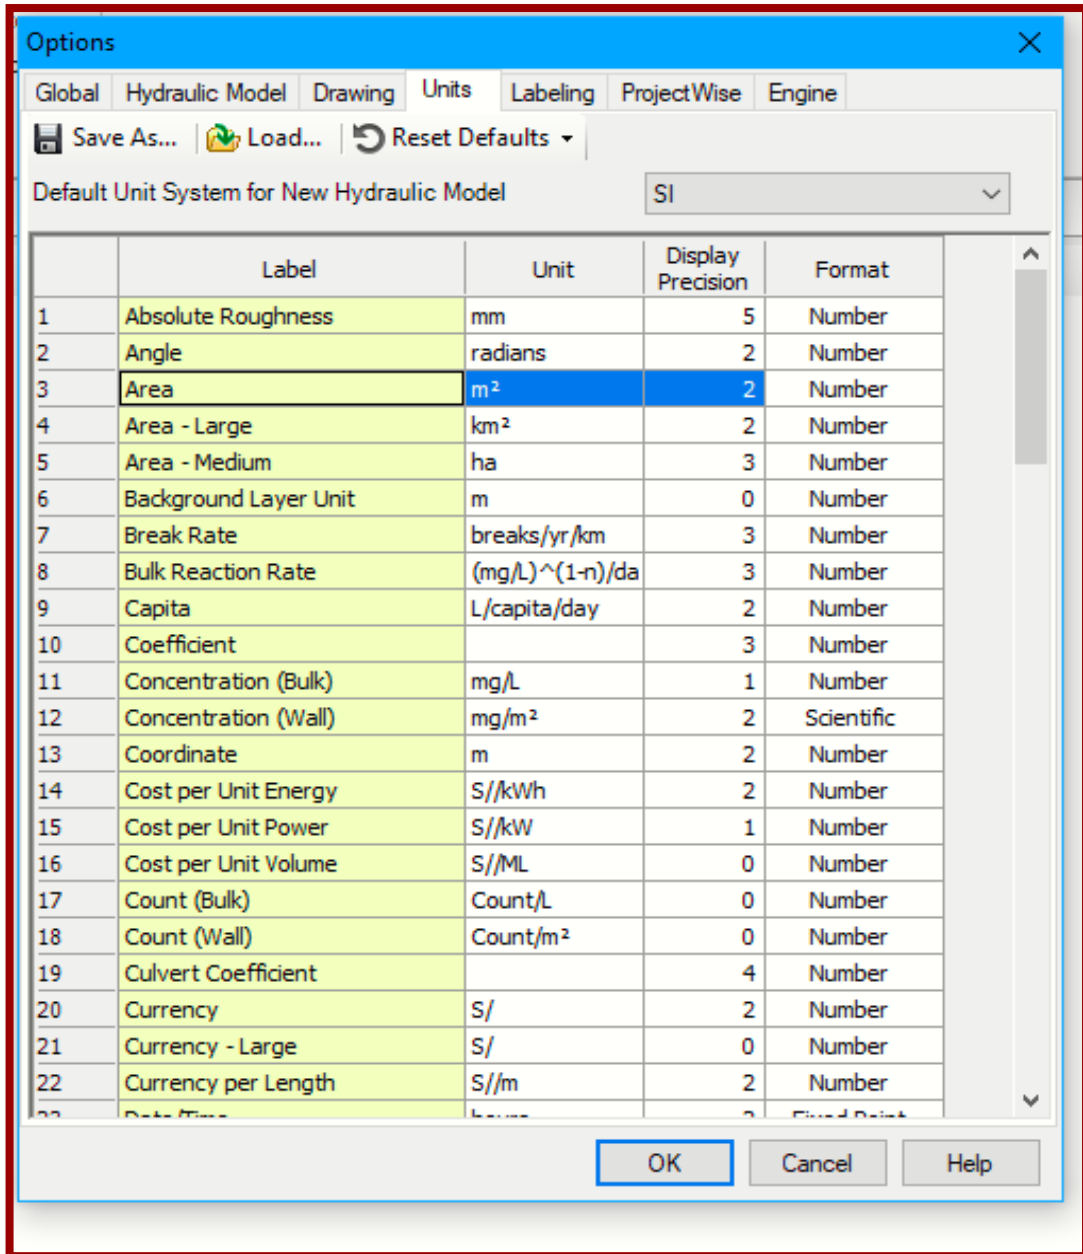 Options
Global Hydraulic Model Drawing Units Labeling ProjectWise Engine
Save As... Load... Reset Defaults
Default Unit System for New Hydraulic Model SI
Label Unit Display Precision Format
1 Absolute Roughness mm 5 Number
2 Angle radians 2 Number
3 Area m² 2 Number
4 Area - Large km² 2 Number
5 Area - Medium ha 3 Number
6 Background Layer Unit m 0 Number
7 Break Rate breaks/yr/km 3 Number
8 Bulk Reaction Rate (mg/L)^(1-n)/da 3 Number
9 Capita L/capita/day 2 Number
10 Coefficient 3 Number
11 Concentration (Bulk) mg/L 1 Number
12 Concentration (Wall) mg/m² 2 Scientific
13 Coordinate m 2 Number
14 Cost per Unit Energy S//kWh 2 Number
15 Cost per Unit Power S//kW 1 Number
16 Cost per Unit Volume S//ML 0 Number
17 Count (Bulk) Count/L 0 Number
18 Count (Wall) Count/m² 0 Number
19 Culvert Coefficient 4 Number
20 Currency S/ 2 Number
21 Currency - Large S/ 0 Number
22 Currency per Length S//m 2 Number
OK Cancel Help